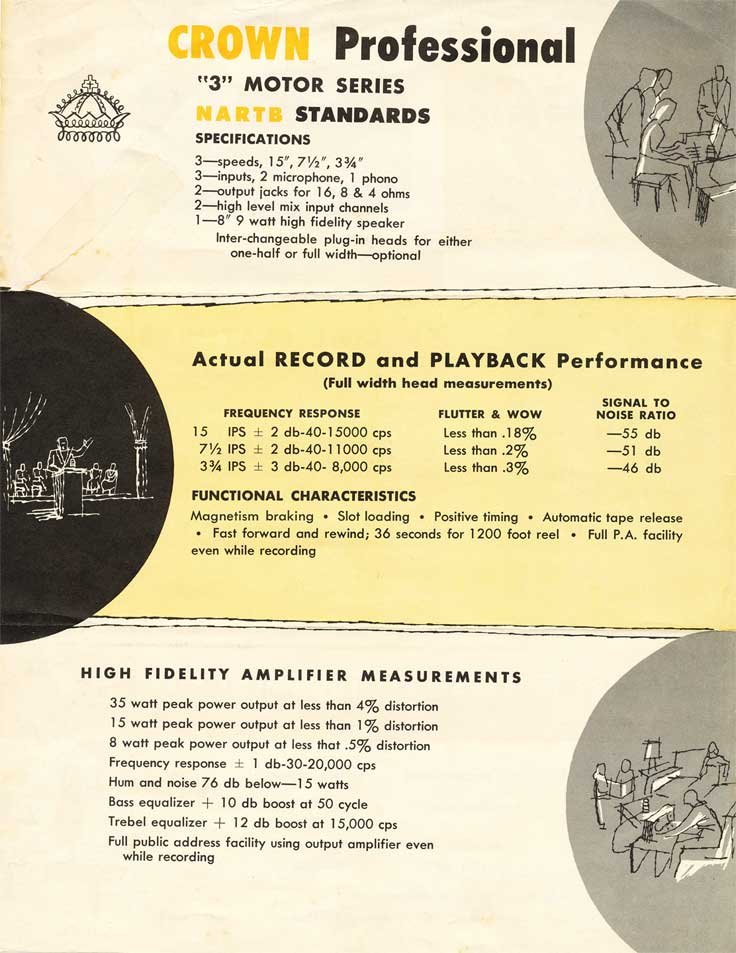 CROWN Professional
"3" MOTOR SERIES
NARTB STANDARDS
SPECIFICATIONS
3—speeds, 15", 7½", 3¾"
3—inputs, 2 microphone, 1 phono
2—output jacks for 16, 8 & 4 ohms
2—high level mix input channels
1—8" 9 watt high fidelity speaker
Inter-changeable plug-in heads for either
one-half or full width—optional
Actual RECORD and PLAYBACK Performance
(Full width head measurements)
FREQUENCY RESPONSE FLUTTER & WOW SIGNAL TO NOISE RATIO
15 IPS ± 2 db-40-15000 cps Less than .18% —55 db
7½ IPS ± 2 db-40-11000 cps Less than .2% —51 db
3¾ IPS ± 3 db-40- 8,000 cps Less than .3% —46 db
FUNCTIONAL CHARACTERISTICS
Magnetism braking • Slot loading • Positive timing • Automatic tape release
• Fast forward and rewind; 36 seconds for 1200 foot reel • Full P.A. facility
even while recording
HIGH FIDELITY AMPLIFIER MEASUREMENTS
35 watt peak power output at less than 4% distortion
15 watt peak power output at less than 1% distortion
8 watt peak power output at less that .5% distortion
Frequency response ± 1 db-30-20,000 cps
Hum and noise 76 db below—15 watts
Bass equalizer + 10 db boost at 50 cycle
Trebel equalizer + 12 db boost at 15,000 cps
Full public address facility using output amplifier even
while recording